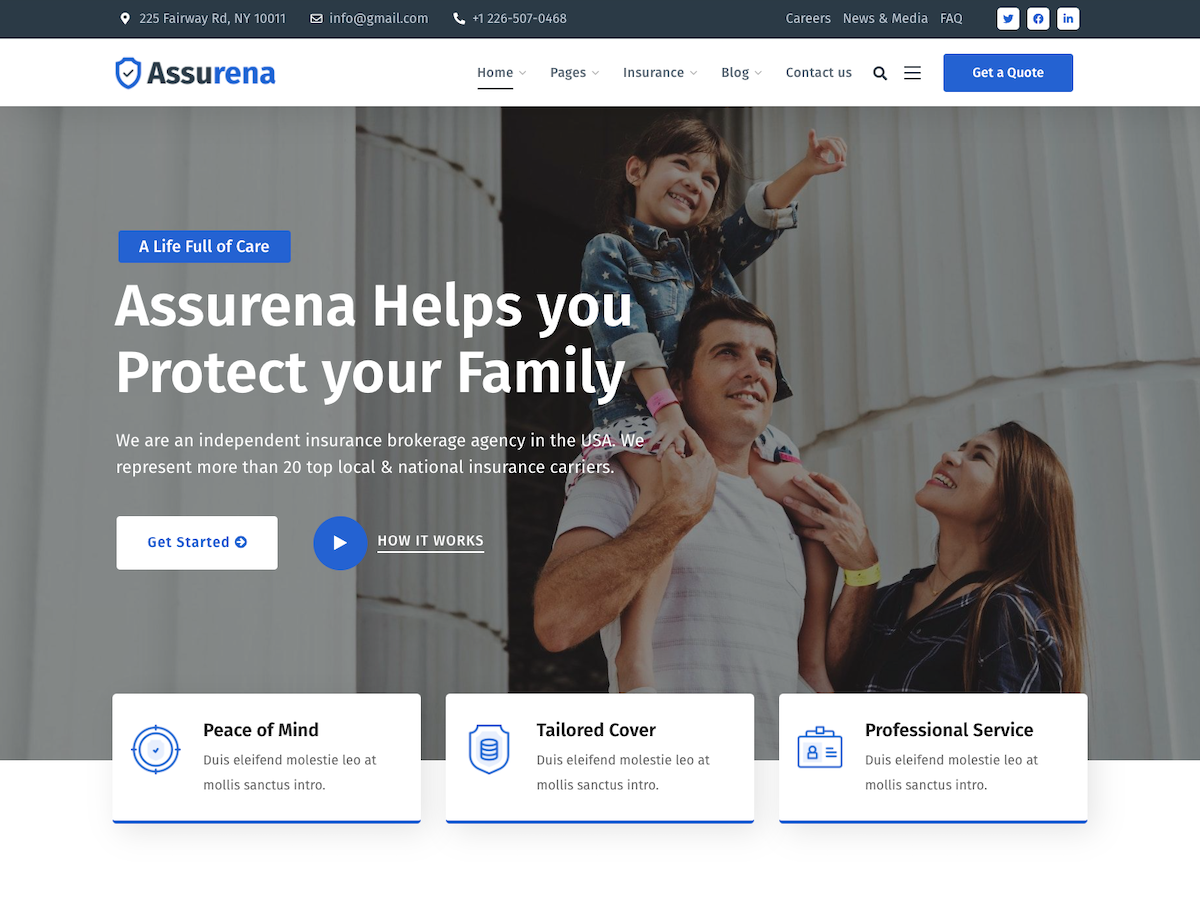 225 Fairway Rd, NY 10011 info@gmail.com +1 226-507-0468 Careers News & Media FAQ
Assurena Home Pages Insurance Blog Contact us Get a Quote
A Life Full of Care
Assurena Helps you
Protect your Family
We are an independent insurance brokerage agency in the USA. We
represent more than 20 top local & national insurance carriers.
Get Started HOW IT WORKS
Peace of Mind
Duis eleifend molestie leo at
mollis sanctus intro.
Tailored Cover
Duis eleifend molestie leo at
mollis sanctus intro.
Professional Service
Duis eleifend molestie leo at
mollis sanctus intro.